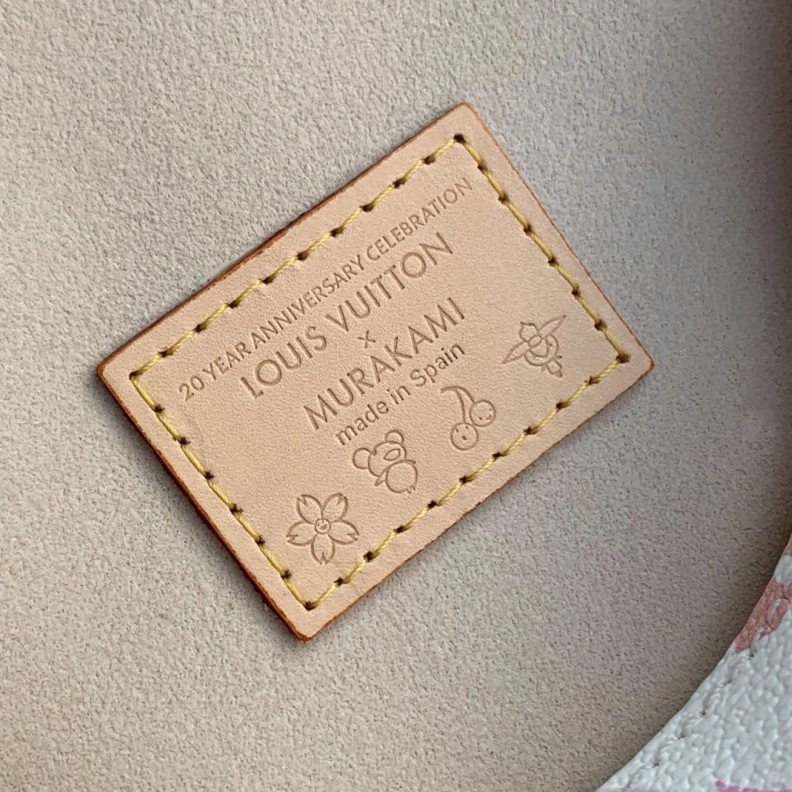 20 YEAR ANNIVERSARY CELEBRATION
LOUIS VUITTON
x
MURAKAMI
made in Spain